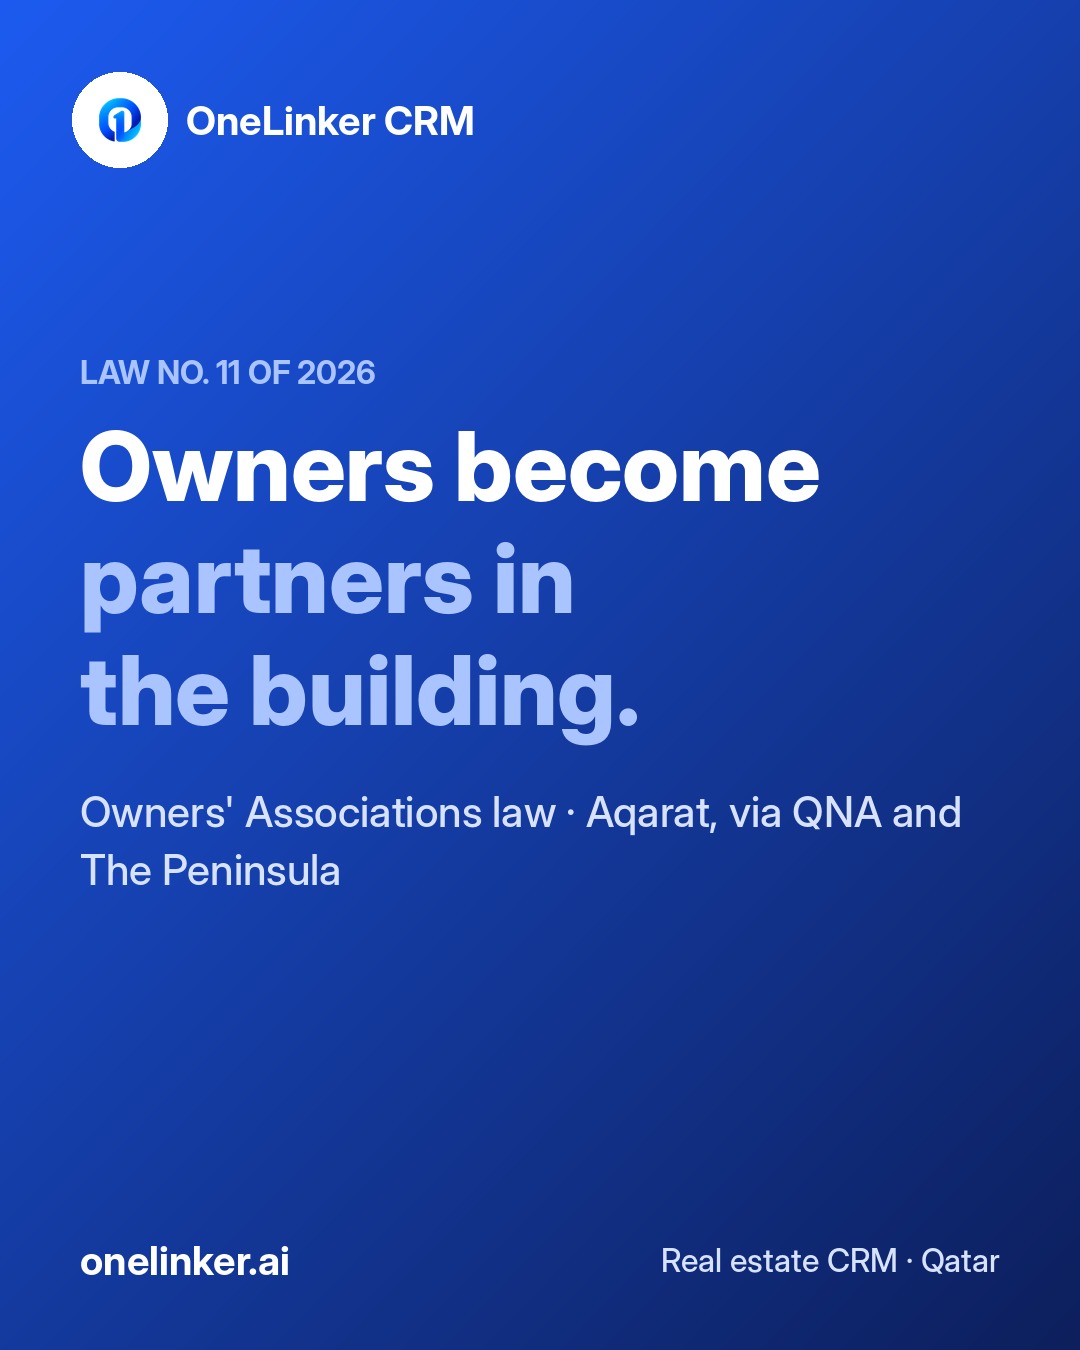 OneLinker CRM
LAW NO. 11 OF 2026
Owners become
partners in
the building.
Owners' Associations law · Aqarat, via QNA and
The Peninsula
onelinker.ai
Real estate CRM · Qatar